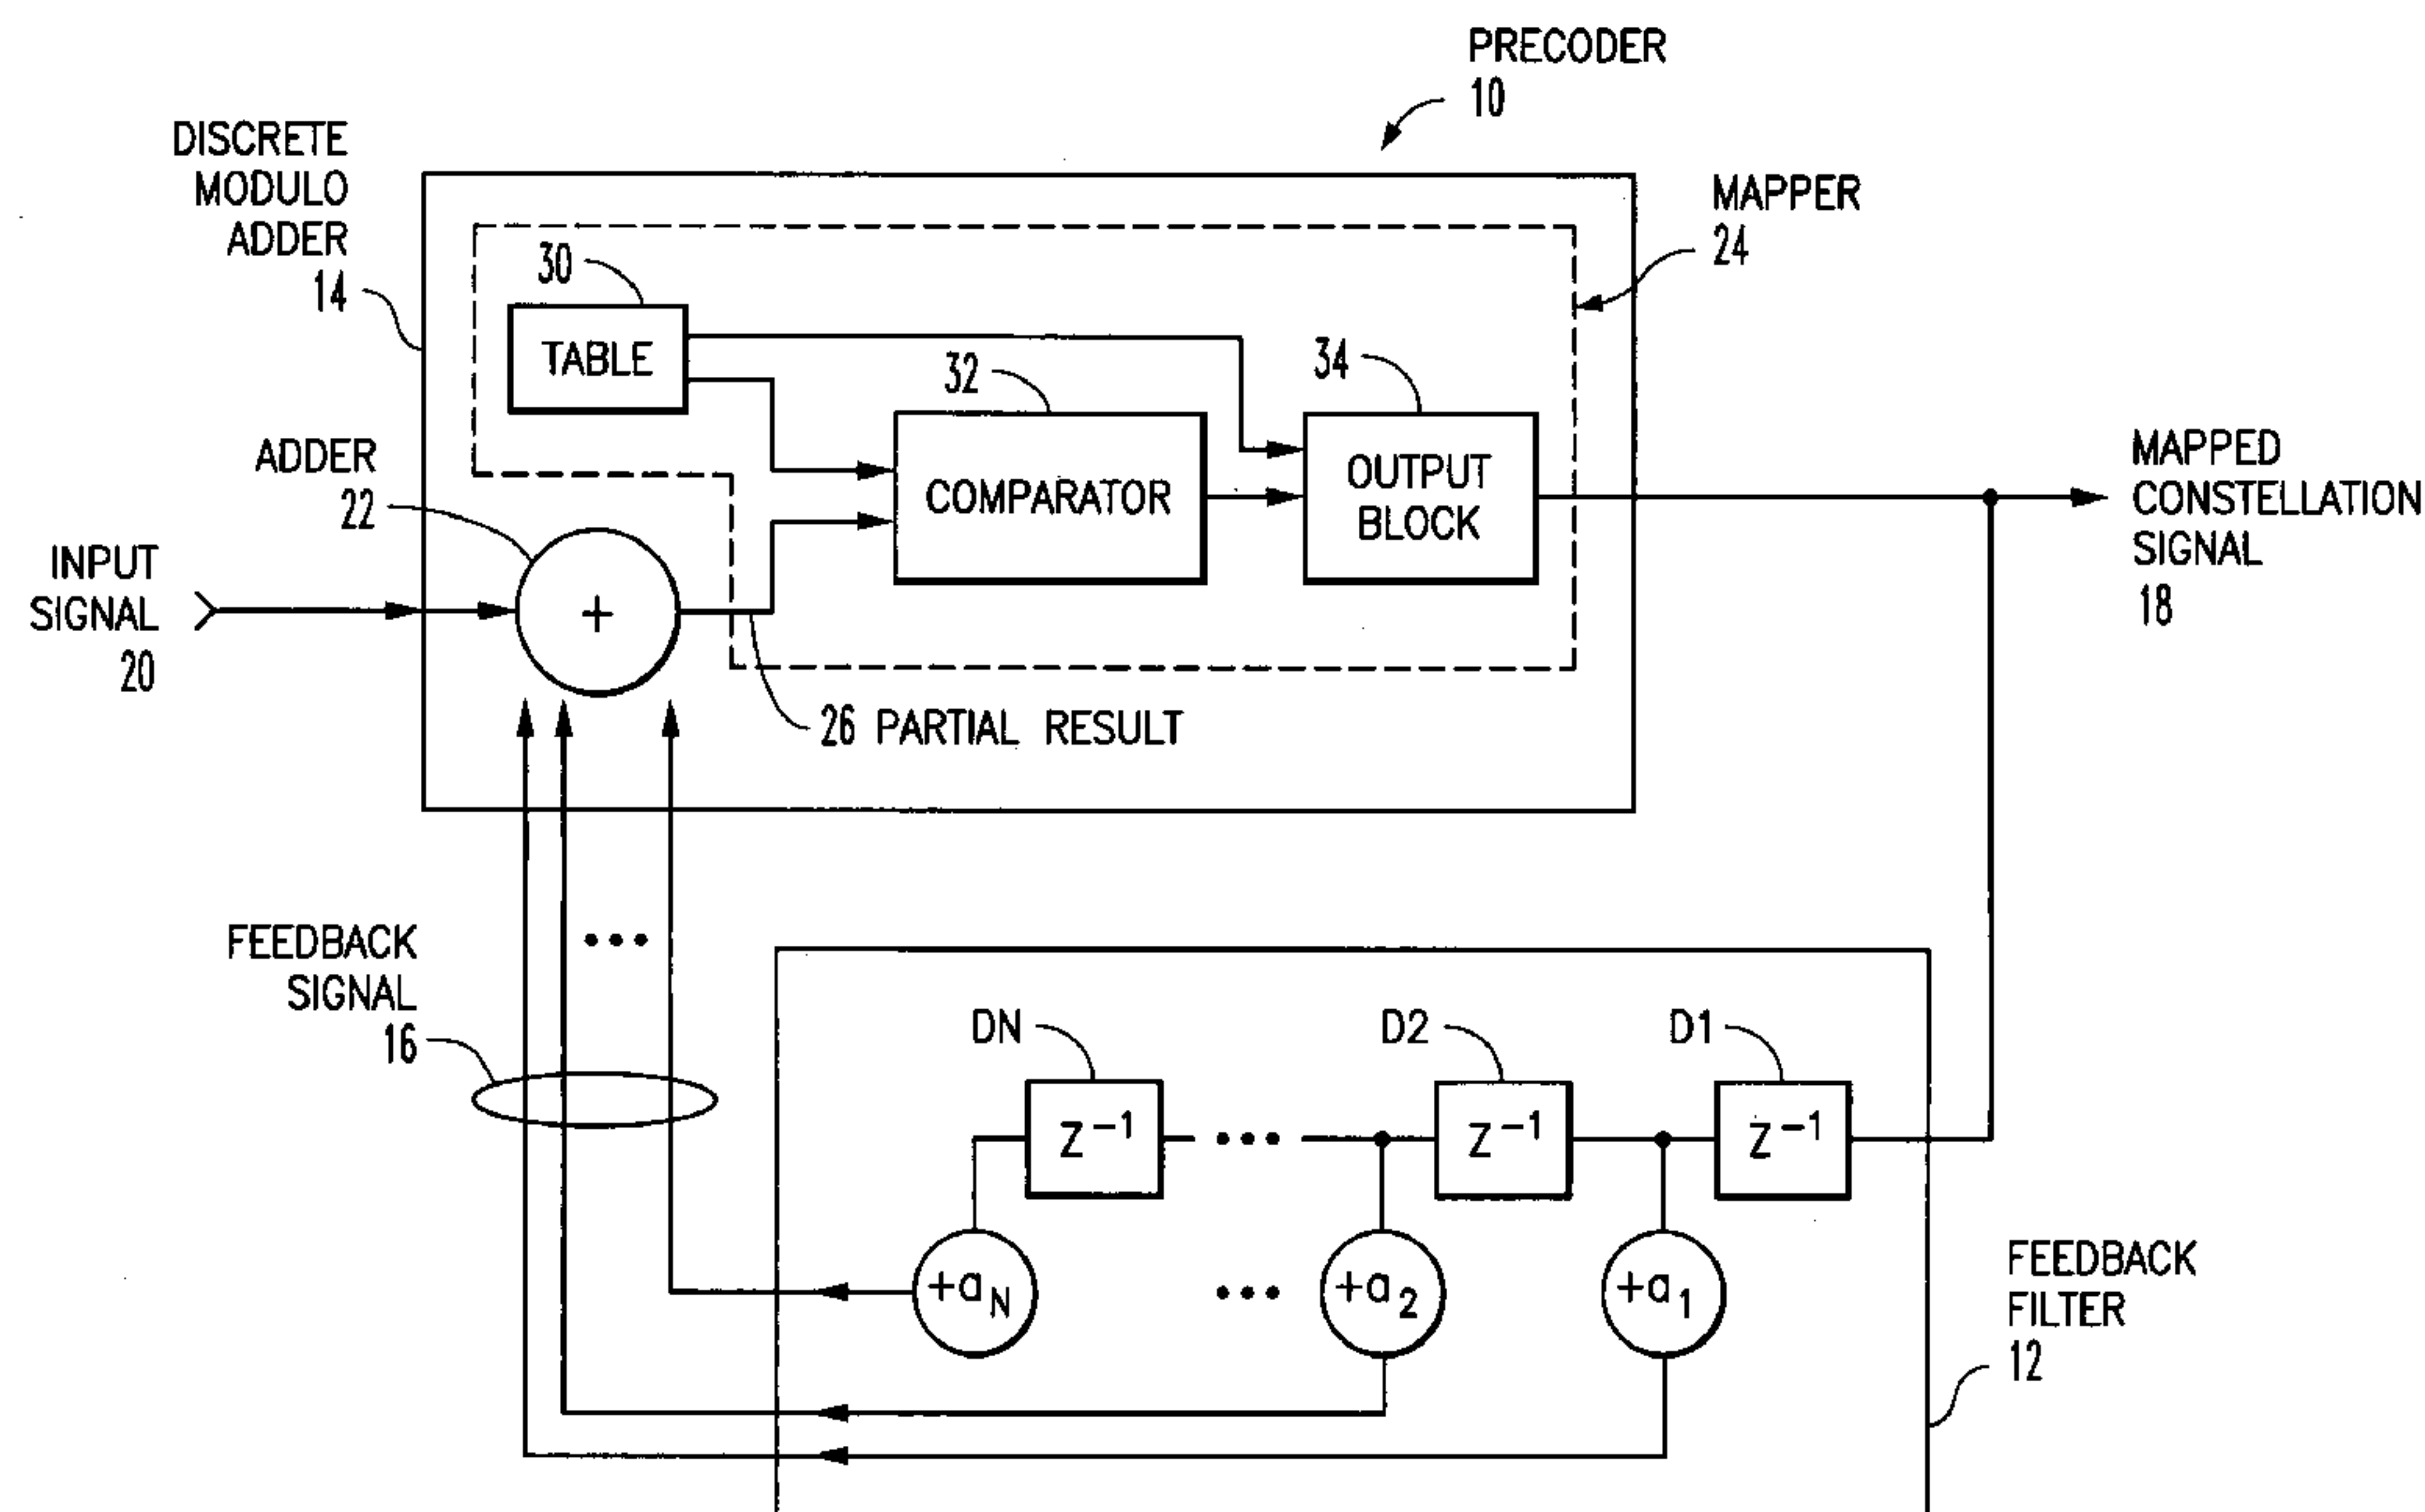 PRECODER
10
DISCRETE
MODULO
ADDER
14
MAPPER
24
30
TABLE
32
COMPARATOR
34
OUTPUT
BLOCK
ADDER
22
+
INPUT
SIGNAL
20
26 PARTIAL RESULT
MAPPED
CONSTELLATION
SIGNAL
18
FEEDBACK
SIGNAL
16
•••
DN
D2
D1
Z⁻¹
•••
Z⁻¹
Z⁻¹
+a_N
•••
+a₂
+a₁
FEEDBACK
FILTER
12